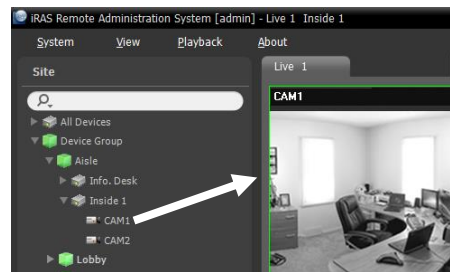 iRAS Remote Administration System [admin] - Live 1 Inside 1
System View Playback About
Site
Live 1
CAM1
All Devices
Device Group
Aisle
Info. Desk
Inside 1
CAM1
CAM2
Lobby